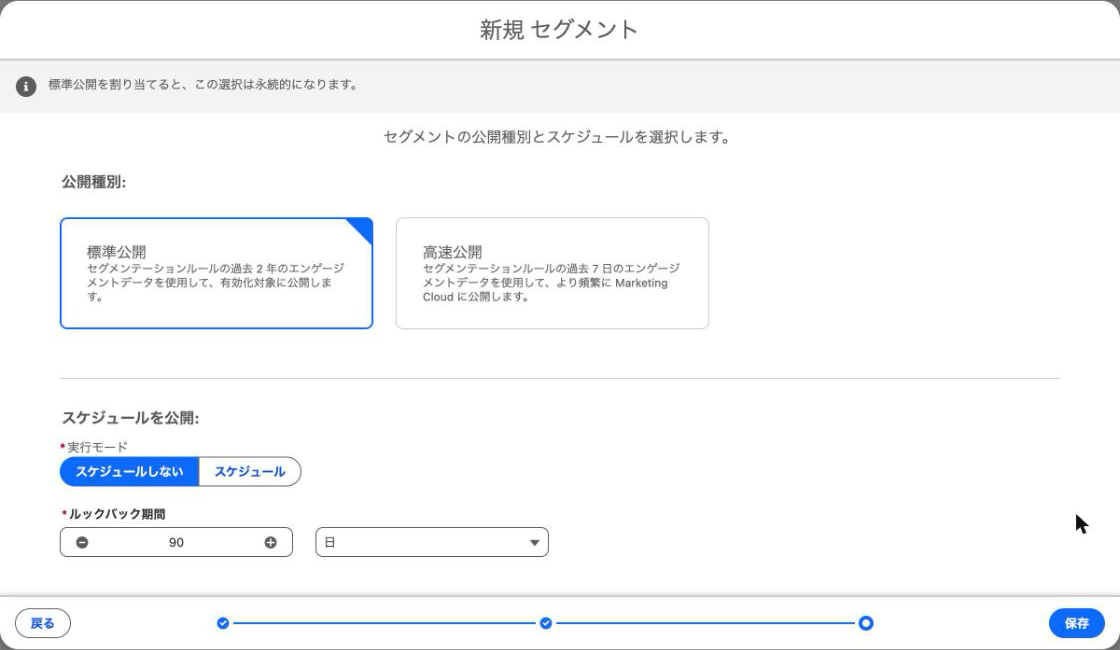 新規 セグメント
標準公開を割り当てると、この選択は永続的になります。
セグメントの公開種別とスケジュールを選択します。
公開種別:
標準公開
セグメンテーションルールの過去 2 年のエンゲージ
メントデータを使用して、有効化対象に公開しま
す。
高速公開
セグメンテーションルールの過去 7 日のエンゲージ
メントデータを使用して、より頻繁に Marketing
Cloud に公開します。
スケジュールを公開:
*実行モード
スケジュールしない
スケジュール
*ルックバック期間
90
日
戻る
保存